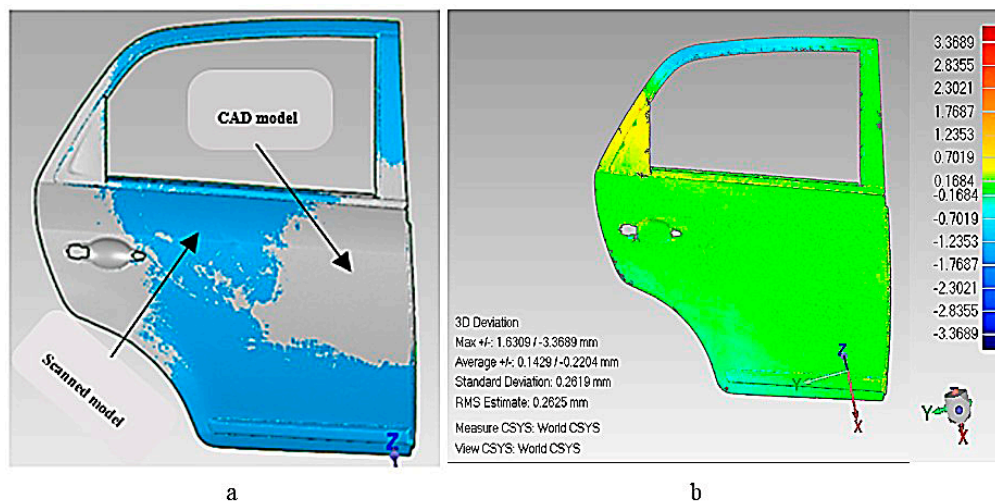 CAD model
Scanned model
Z
3D Deviation
Max +/-: 1.6309 / -3.3689 mm
Average +/-: 0.1429 / -0.2204 mm
Standard Deviation: 0.2619 mm
RMS Estimate: 0.2625 mm
Measure CSYS: World CSYS
View CSYS: World CSYS
Z
Y
X
3.3689
2.8355
2.3021
1.7687
1.2353
0.7019
0.1684
-0.1684
-0.7019
-1.2353
-1.7687
-2.3021
-2.8355
-3.3689
Y
X
a
b